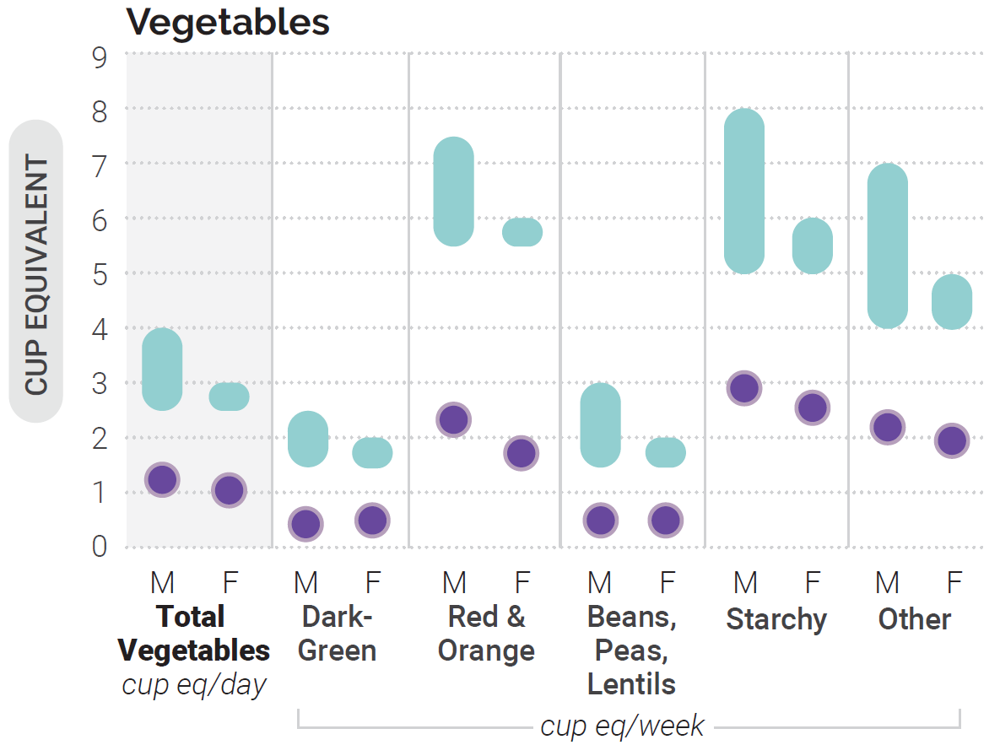 Vegetables
CUP EQUIVALENT
9
8
7
6
5
4
3
2
1
0
M F M F M F M F M F M F
Total Vegetables cup eq/day
Dark-Green
Red & Orange
Beans, Peas, Lentils
Starchy
Other
cup eq/week